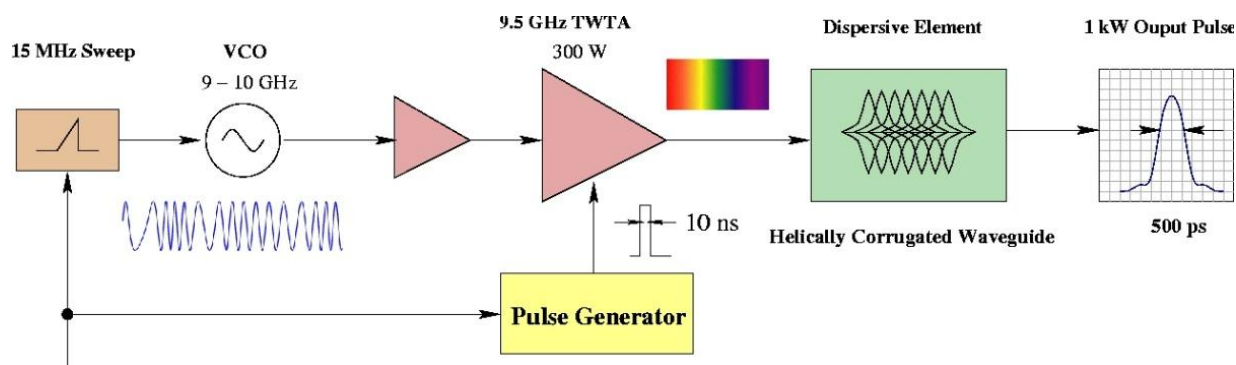 9.5 GHz TWTA
15 MHz Sweep
VCO
300 W
Dispersive Element
1 kW Ouput Pulse
9 – 10 GHz
10 ns
Helically Corrugated Waveguide
500 ps
Pulse Generator